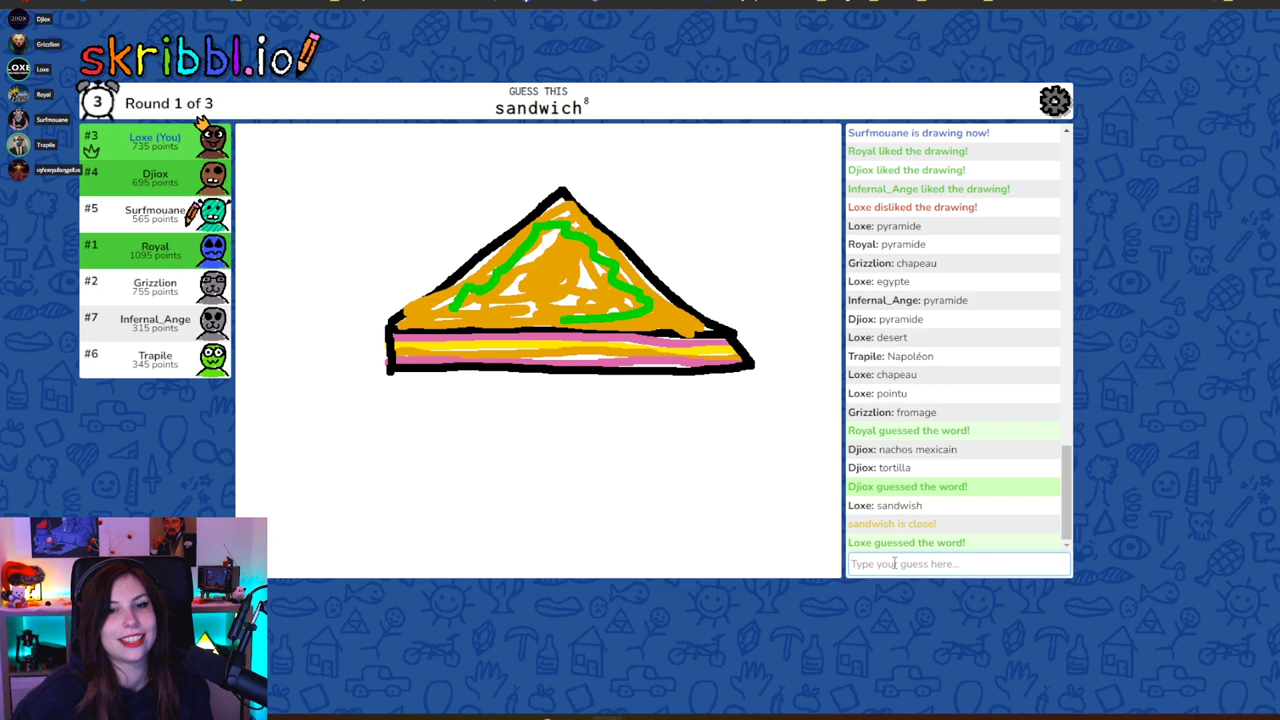 Djiox
Grizzlion
Loxe
Royal
Surfmouane
Trapile
skribbl.io
3
Round 1 of 3
GUESS THIS
sandwich8
#3
Loxe (You)
735 points
#4
Djiox
695 points
#5
Surfmouane
565 points
#1
Royal
1095 points
#2
Grizzlion
755 points
#7
Infernal_Ange
315 points
#6
Trapile
345 points
Surfmouane is drawing now!
Royal liked the drawing!
Djiox liked the drawing!
Infernal_Ange liked the drawing!
Loxe disliked the drawing!
Loxe: pyramide
Royal: pyramide
Grizzlion: chapeau
Loxe: egypte
Infernal_Ange: pyramide
Djiox: pyramide
Loxe: desert
Trapile: Napoléon
Loxe: chapeau
Loxe: pointu
Grizzlion: fromage
Royal guessed the word!
Djiox: nachos mexicain
Djiox: tortilla
Djiox guessed the word!
Loxe: sandwish
sandwish is close!
Loxe guessed the word!
Type your guess here...